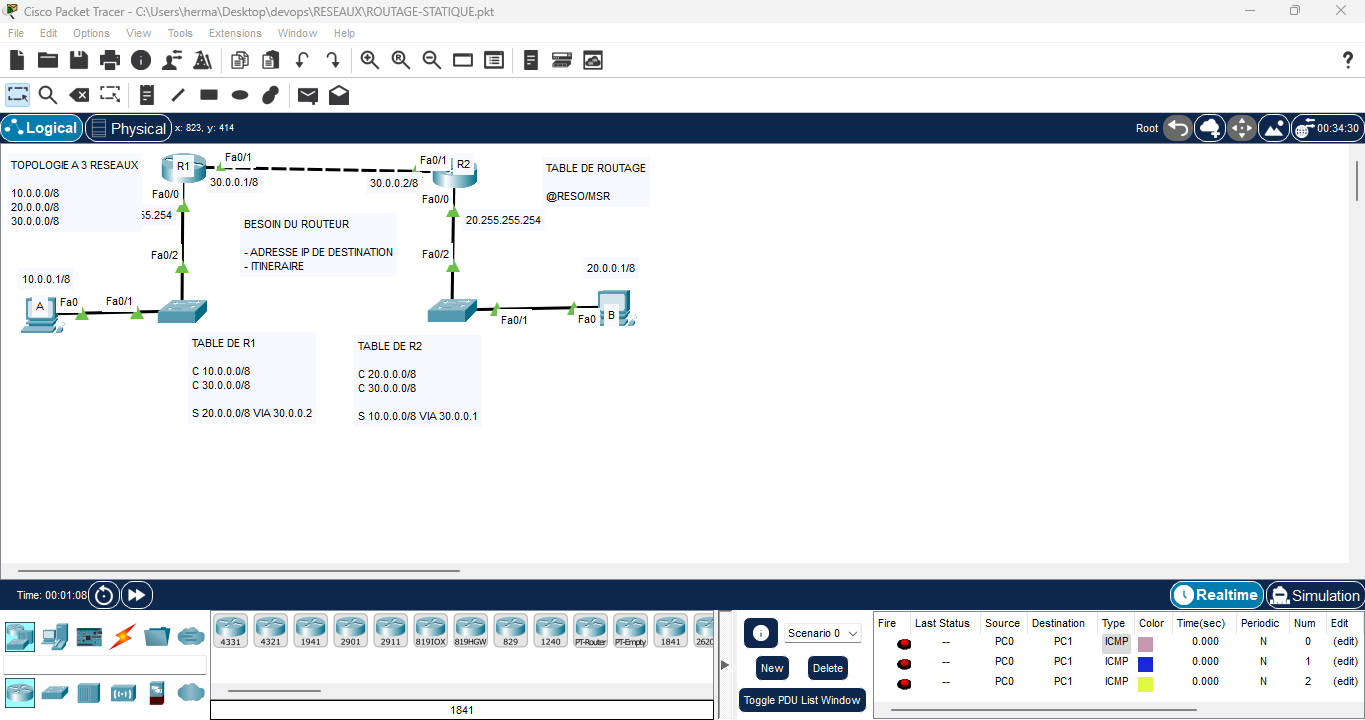 Cisco Packet Tracer - C:\Users\herma\Desktop\devops\RESEAUX\ROUTAGE-STATIQUE.pkt
File Edit Options View Tools Extensions Window Help
Logical Physical x: 823, y: 414 Root 00:34:30
TOPOLOGIE A 3 RESEAUX
10.0.0.0/8
20.0.0.0/8
30.0.0.0/8
R1
Fa0/1
30.0.0.1/8
Fa0/0
55.254
Fa0/2
Fa0/1
R2
30.0.0.2/8
Fa0/0
20.255.255.254
Fa0/2
TABLE DE ROUTAGE
@RESO/MSR
BESOIN DU ROUTEUR
- ADRESSE IP DE DESTINATION
- ITINERAIRE
10.0.0.1/8
A
Fa0
Fa0/1
20.0.0.1/8
Fa0/1
Fa0
B
TABLE DE R1
C 10.0.0.0/8
C 30.0.0.0/8
S 20.0.0.0/8 VIA 30.0.0.2
TABLE DE R2
C 20.0.0.0/8
C 30.0.0.0/8
S 10.0.0.0/8 VIA 30.0.0.1
Time: 00:01:08 Realtime Simulation
4331 4321 1941 2901 2911 819IOX 819HGW 829 1240 PT-Router PT-Empty 1841 2620
1841
Scenario 0
New Delete
Toggle PDU List Window
Fire Last Status Source Destination Type Color Time(sec) Periodic Num Edit
-- PC0 PC1 ICMP 0.000 N 0 (edit)
-- PC0 PC1 ICMP 0.000 N 1 (edit)
-- PC0 PC1 ICMP 0.000 N 2 (edit)